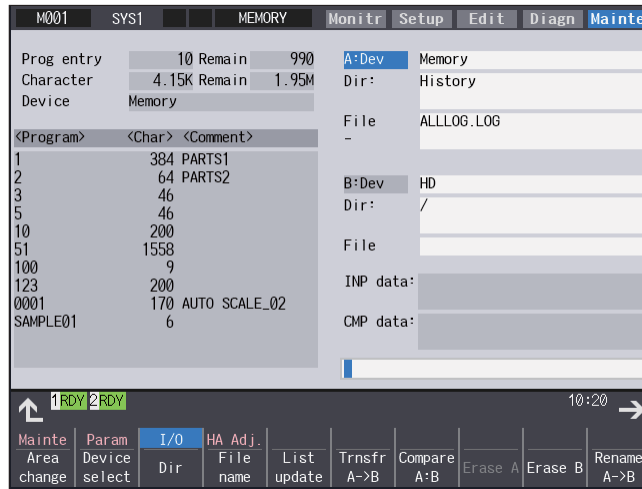 M001 SYS1 MEMORY Monitr Setup Edit Diagn Mainte
Prog entry 10 Remain 990
Character 4.15K Remain 1.95M
Device Memory
<Program> <Char> <Comment>
1 384 PARTS1
2 64 PARTS2
3 46
5 46
10 200
51 1558
100 9
123 200
0001 170 AUTO SCALE_02
SAMPLE01 6
A:Dev Memory
Dir: History
File ALLLOG.LOG
-
B:Dev HD
Dir: /
File
INP data:
CMP data:
1 RDY 2 RDY 10:20
Mainte Param I/O HA Adj.
Area change
Device select
Dir
File name
List update
Trnsfr A->B
Compare A:B
Erase A
Erase B
Rename A->B